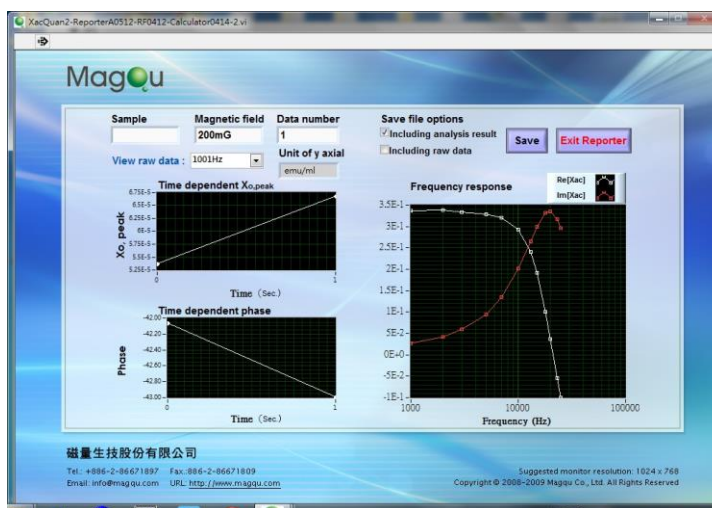 XacQuan2-ReporterA0512-RF0412-Calculator0414-2.vi
MagQu
Sample
Magnetic field
200mG
Data number
1
View raw data :
1001Hz
Unit of y axial
emu/ml
Save file options
Including analysis result
Including raw data
Save
Exit Reporter
Time dependent Xo,peak
Xo, peak
6.75E-5
6.5E-5
6.25E-5
6E-5
5.75E-5
5.5E-5
5.25E-5
0
1
Time (Sec.)
Time dependent phase
Phase
-42.00
-42.20
-42.40
-42.60
-42.80
-43.00
0
1
Time (Sec.)
Frequency response
Re[Xac]
Im[Xac]
3.5E-1
3E-1
2.5E-1
2E-1
1.5E-1
1E-1
5E-2
0E+0
-5E-2
-1E-1
1000
10000
100000
Frequency (Hz)
磁量生技股份有限公司
Tel.: +886-2-86671897 Fax.:886-2-86671809
Email: info@magqu.com URL: http://www.magqu.com
Suggested monitor resolution: 1024 x 768
Copyright © 2008-2009 Magqu Co., Ltd. All Rights Reserved